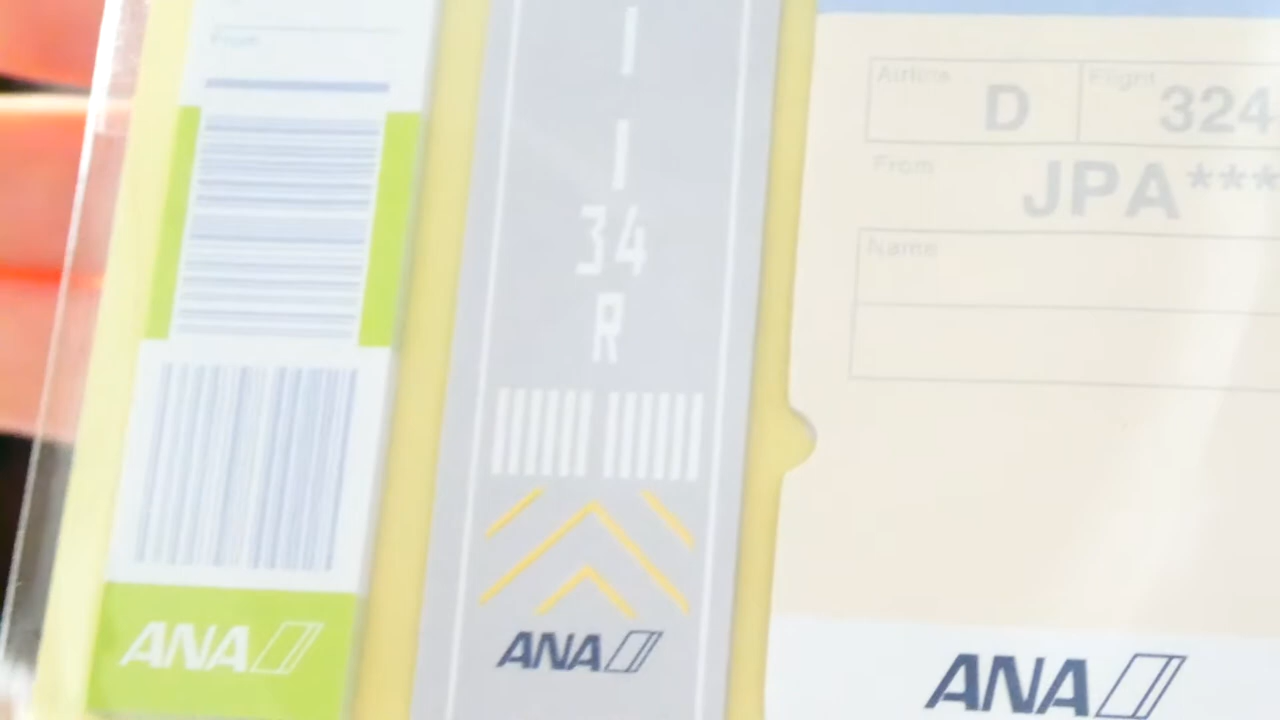 From
ANA
34
R
ANA
Airline
D
Flight
324
From
JPA***
Name
ANA